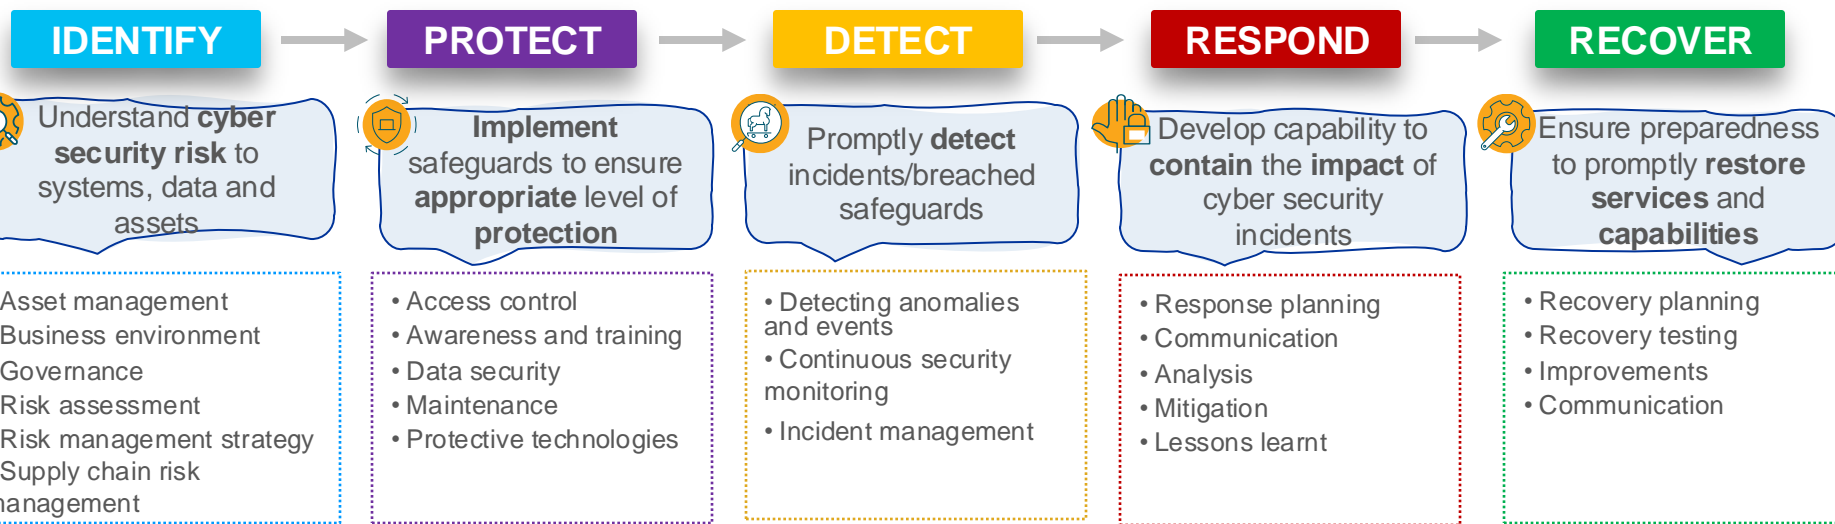 IDENTIFY
PROTECT
DETECT
RESPOND
RECOVER
Understand cyber
security risk to
systems, data and
assets
Implement
safeguards to ensure
appropriate level of
protection
Promptly detect
incidents/breached
safeguards
Develop capability to
contain the impact of
cyber security
incidents
Ensure preparedness
to promptly restore
services and
capabilities
Asset management
Business environment
Governance
Risk assessment
Risk management strategy
Supply chain risk
management
• Access control
• Awareness and training
• Data security
• Maintenance
• Protective technologies
• Detecting anomalies
and events
• Continuous security
monitoring
• Incident management
• Response planning
• Communication
• Analysis
• Mitigation
• Lessons learnt
• Recovery planning
• Recovery testing
• Improvements
• Communication